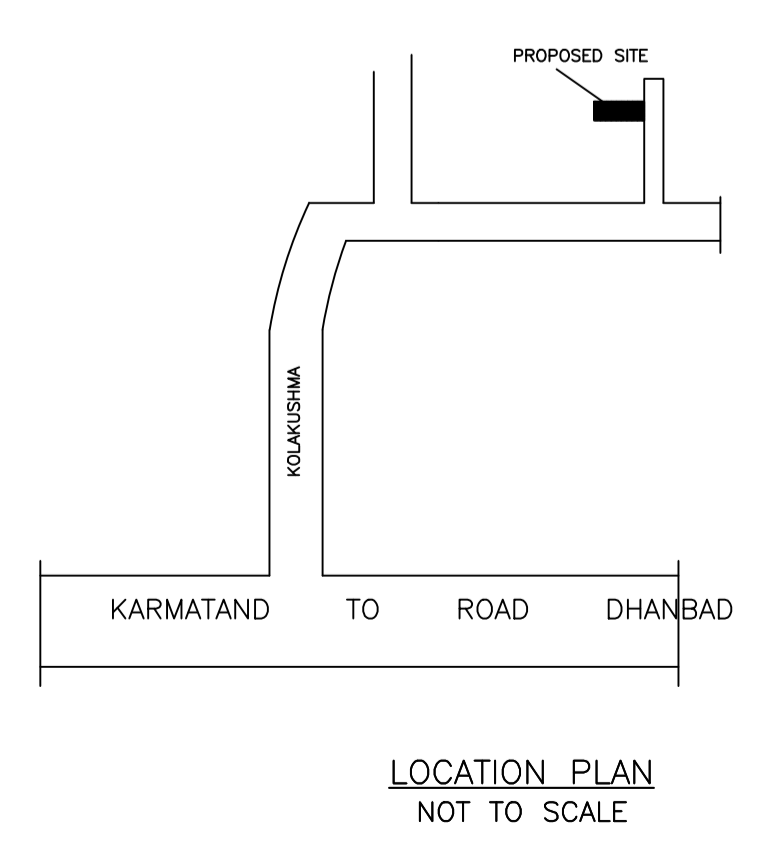 PROPOSED SITE
KOLAKUSHMA
KARMATAND TO ROAD DHANBAD
LOCATION PLAN
NOT TO SCALE